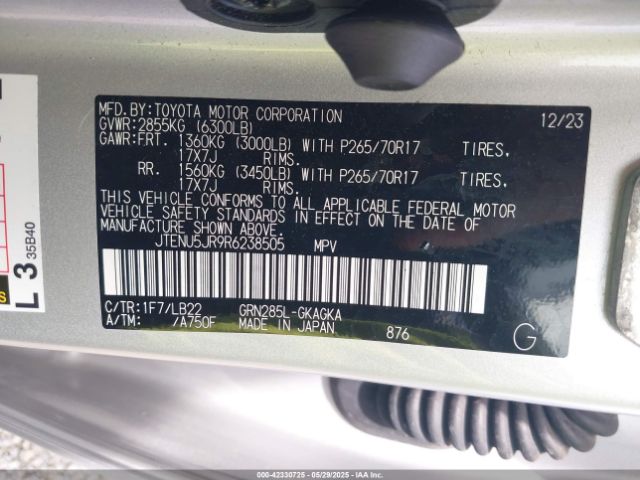 MFD.BY:TOYOTA MOTOR CORPORATION 12/23
GVWR:2855KG (6300LB)
GAWR:FRT. 1360KG (3000LB) WITH P265/70R17 TIRES,
17X7J RIMS.
RR. 1560KG (3450LB) WITH P265/70R17 TIRES,
17X7J RIMS.
THIS VEHICLE CONFORMS TO ALL APPLICABLE FEDERAL MOTOR
VEHICLE SAFETY STANDARDS IN EFFECT ON THE DATE OF
MANUFACTURE SHOWN ABOVE.
JTENU5JR9R6238505 MPV
C/TR:1F7/LB22 GRN285L-GKAGKA
A/TM: /A750F MADE IN JAPAN 876
G
L 3
35B40
000-42330725 - 05/29/2025 - IAAI.COM